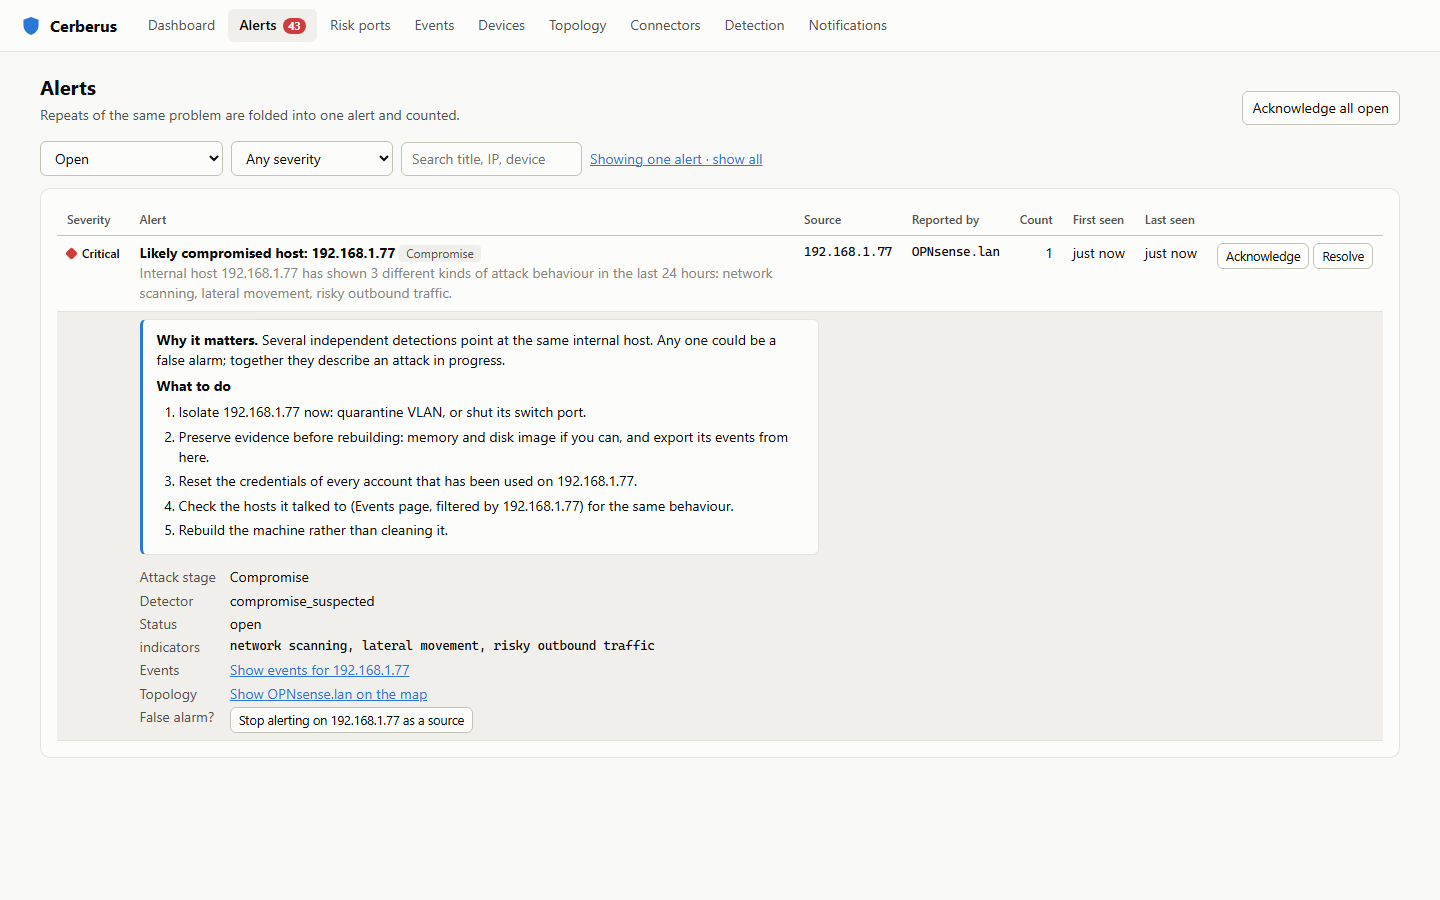 Cerberus Dashboard Alerts 43 Risk ports Events Devices Topology Connectors Detection Notifications
Alerts
Repeats of the same problem are folded into one alert and counted.
Acknowledge all open
Open Any severity Search title, IP, device Showing one alert · show all
Severity Alert Source Reported by Count First seen Last seen
Critical Likely compromised host: 192.168.1.77 Compromise 192.168.1.77 OPNsense.lan 1 just now just now Acknowledge Resolve
Internal host 192.168.1.77 has shown 3 different kinds of attack behaviour in the last 24 hours: network
scanning, lateral movement, risky outbound traffic.
Why it matters. Several independent detections point at the same internal host. Any one could be a
false alarm; together they describe an attack in progress.
What to do
1. Isolate 192.168.1.77 now: quarantine VLAN, or shut its switch port.
2. Preserve evidence before rebuilding: memory and disk image if you can, and export its events from
here.
3. Reset the credentials of every account that has been used on 192.168.1.77.
4. Check the hosts it talked to (Events page, filtered by 192.168.1.77) for the same behaviour.
5. Rebuild the machine rather than cleaning it.
Attack stage Compromise
Detector compromise_suspected
Status open
indicators network scanning, lateral movement, risky outbound traffic
Events Show events for 192.168.1.77
Topology Show OPNsense.lan on the map
False alarm? Stop alerting on 192.168.1.77 as a source